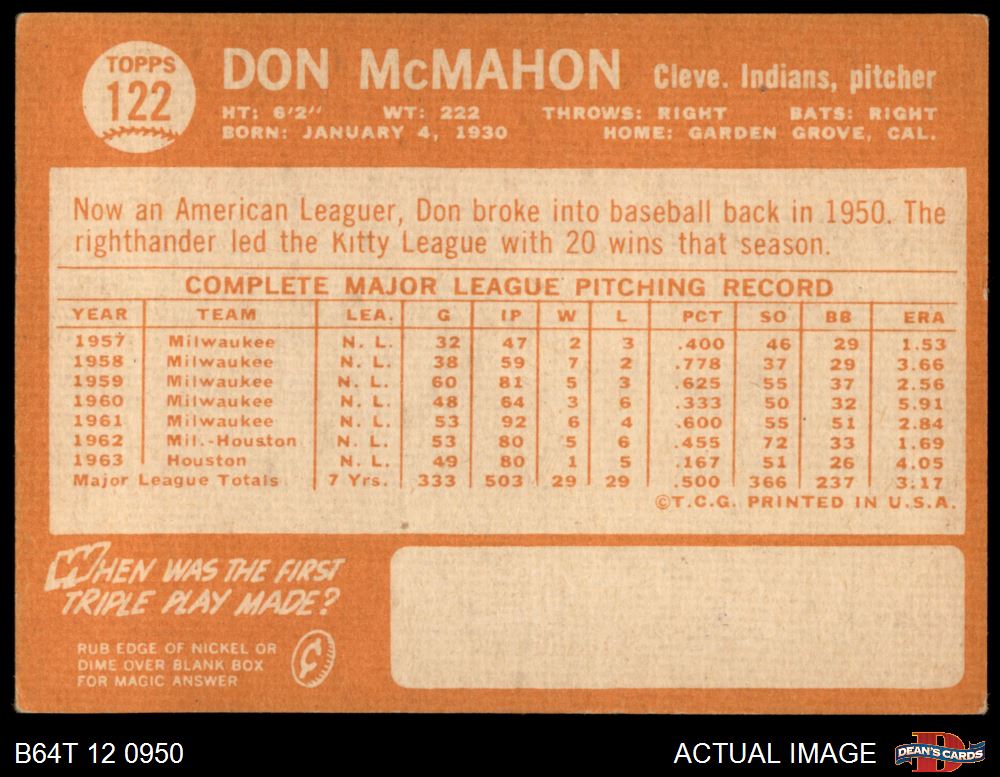 TOPPS
122
DON McMAHON Cleve. Indians, pitcher
HT: 6'2" WT: 222 THROWS: RIGHT BATS: RIGHT
BORN: JANUARY 4, 1930 HOME: GARDEN GROVE, CAL.
Now an American Leaguer, Don broke into baseball back in 1950. The
righthander led the Kitty League with 20 wins that season.
COMPLETE MAJOR LEAGUE PITCHING RECORD
YEAR TEAM LEA. G IP W L PCT SO BB ERA
1957 Milwaukee N. L. 32 47 2 3 .400 46 29 1.53
1958 Milwaukee N. L. 38 59 7 2 .778 37 29 3.66
1959 Milwaukee N. L. 60 81 5 3 .625 55 37 2.56
1960 Milwaukee N. L. 48 64 3 6 .333 50 32 5.91
1961 Milwaukee N. L. 53 92 6 4 .600 55 51 2.84
1962 Mil.-Houston N. L. 53 80 5 6 .455 72 33 1.69
1963 Houston N. L. 49 80 1 5 .167 51 26 4.05
Major League Totals 7 Yrs. 333 503 29 29 .500 366 237 3.17
©T.C.G. PRINTED IN U.S.A.
WHEN WAS THE FIRST
TRIPLE PLAY MADE?
RUB EDGE OF NICKEL OR
DIME OVER BLANK BOX
FOR MAGIC ANSWER
¢
B64T 12 0950 ACTUAL IMAGE
D
DEAN'S CARDS